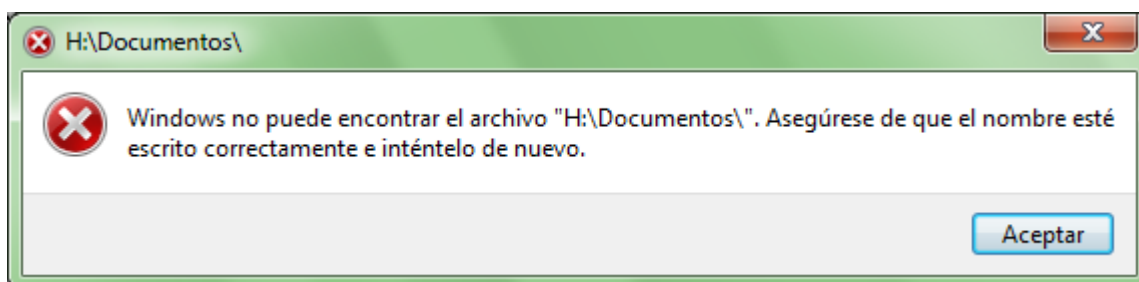 H:\Documentos\
Windows no puede encontrar el archivo "H:\Documentos\". Asegúrese de que el nombre esté
escrito correctamente e inténtelo de nuevo.
Aceptar